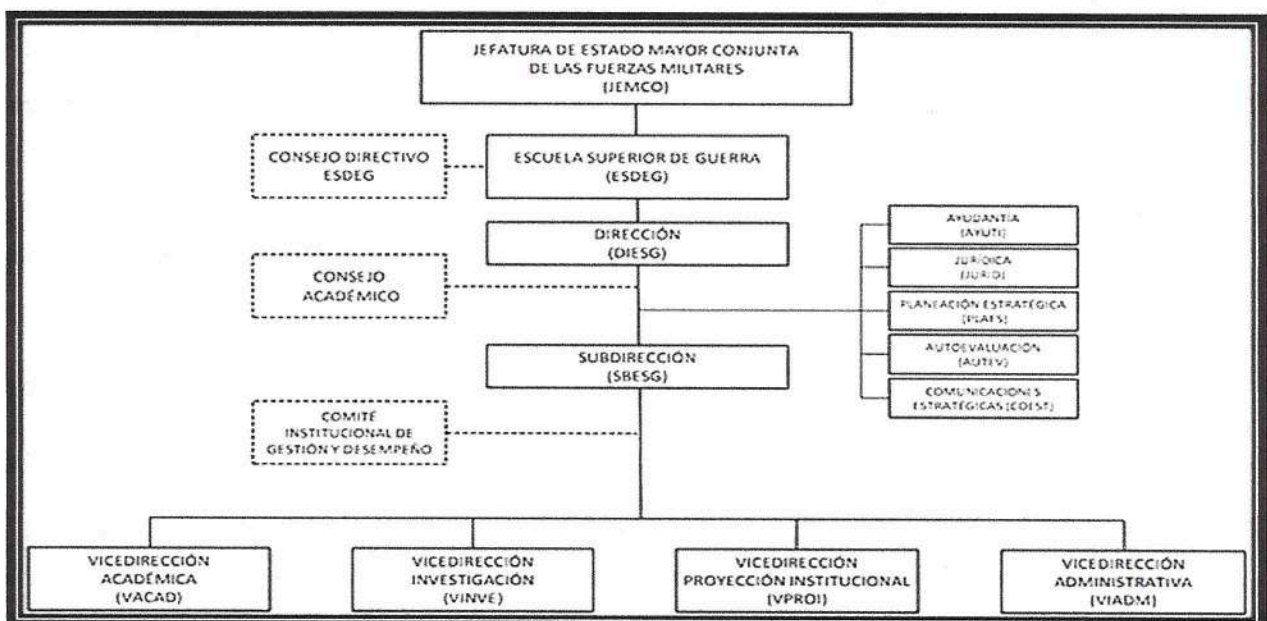 JEFATURA DE ESTADO MAYOR CONJUNTA
DE LAS FUERZAS MILITARES
(JEMCO)
CONSEJO DIRECTIVO
ESDEG
ESCUELA SUPERIOR DE GUERRA
(ESDEG)
DIRECCIÓN
(DIESG)
AYUDANTÍA
(AYUTI)
JURÍDICA
(JURID)
PLANEACIÓN ESTRATÉGICA
(PLAES)
AUTOEVALUACIÓN
(AUTEV)
COMUNICACIONES
ESTRATÉGICAS (COEST)
CONSEJO
ACADÉMICO
SUBDIRECCIÓN
(SBESG)
COMITÉ
INSTITUCIONAL DE
GESTIÓN Y DESEMPEÑO
VICEDIRECCIÓN
ACADÉMICA
(VACAD)
VICEDIRECCIÓN
INVESTIGACIÓN
(VINVE)
VICEDIRECCIÓN
PROYECCIÓN INSTITUCIONAL
(VPROI)
VICEDIRECCIÓN
ADMINISTRATIVA
(VIADM)